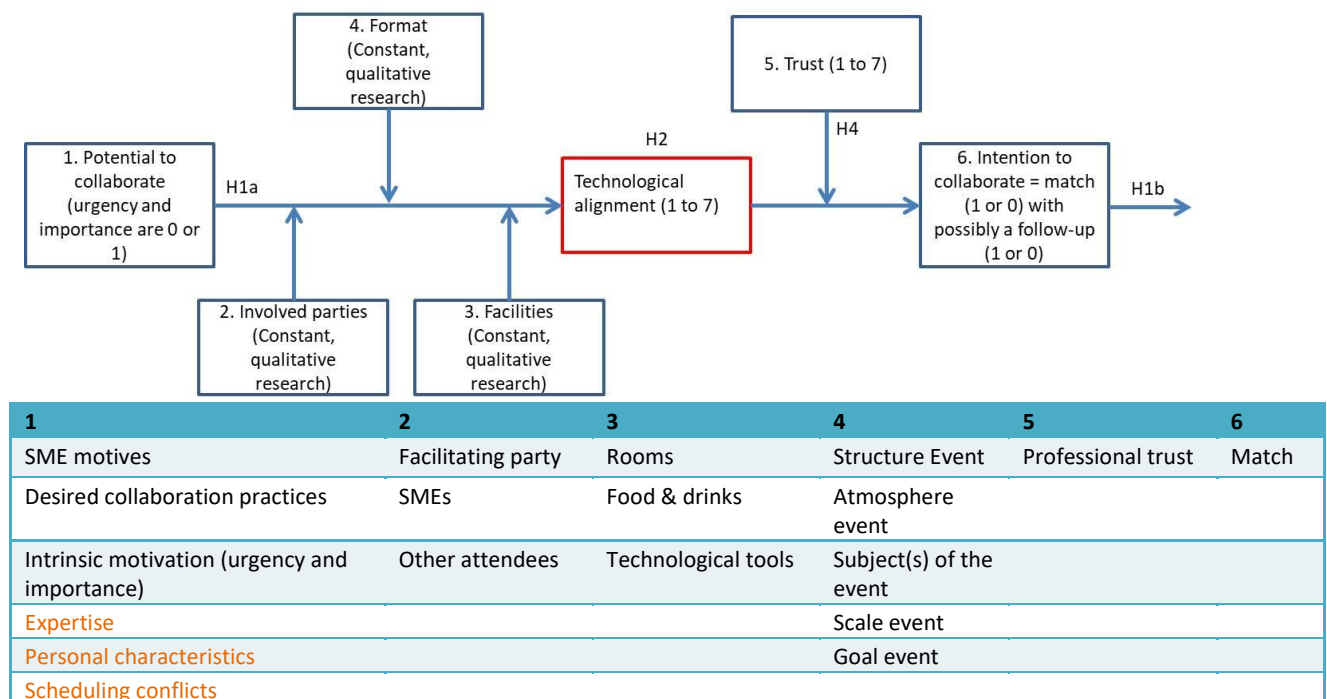 4. Format
(Constant,
qualitative
research)
5. Trust (1 to 7)
H2
H4
1. Potential to
collaborate
(urgency and
importance are 0 or
1)
H1a
Technological
alignment (1 to 7)
6. Intention to
collaborate = match
(1 or 0) with
possibly a follow-up
(1 or 0)
H1b
2. Involved parties
(Constant,
qualitative
research)
3. Facilities
(Constant,
qualitative
research)
1 2 3 4 5 6
SME motives Facilitating party Rooms Structure Event Professional trust Match
Desired collaboration practices SMEs Food & drinks Atmosphere
event
Intrinsic motivation (urgency and Other attendees Technological tools Subject(s) of the
importance) event
Expertise Scale event
Personal characteristics Goal event
Scheduling conflicts